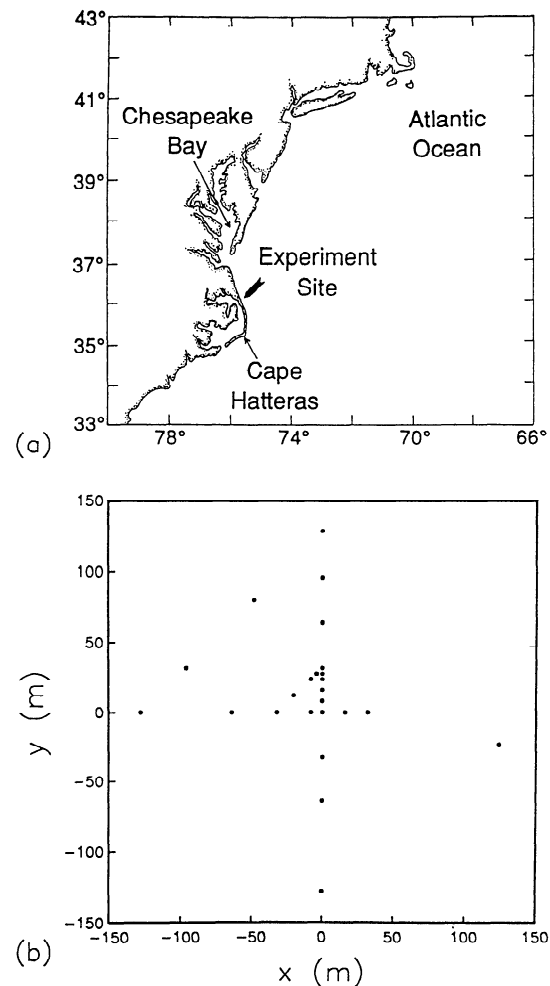 43°
41°
39°
37°
35°
33°
Chesapeake
Bay
Atlantic
Ocean
Experiment
Site
Cape
Hatteras
(a)
78°
74°
70°
66°
150
100
50
0
-50
-100
-150
y (m)
(b)
-150
-100
-50
0
50
100
150
x (m)